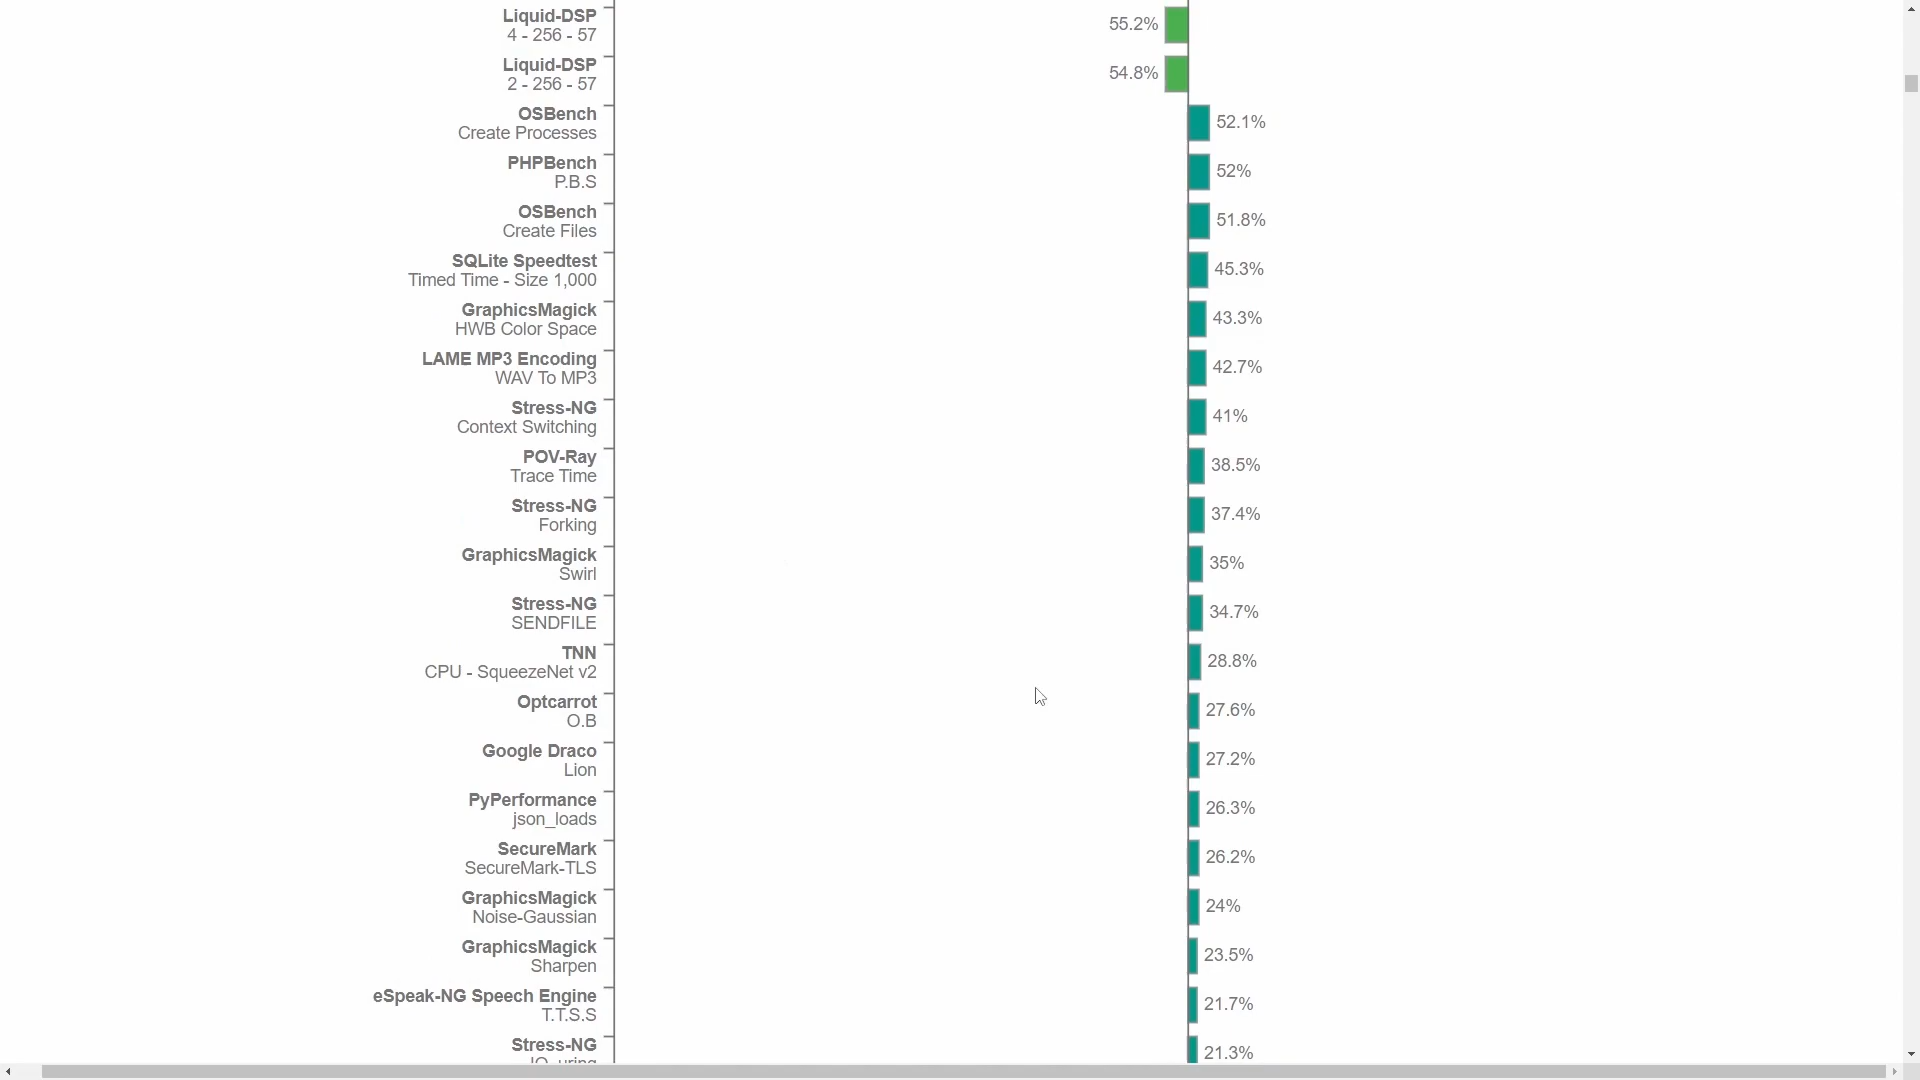 Liquid-DSP
4 - 256 - 57
55.2%
Liquid-DSP
2 - 256 - 57
54.8%
OSBench
Create Processes
52.1%
PHPBench
P.B.S
52%
OSBench
Create Files
51.8%
SQLite Speedtest
Timed Time - Size 1,000
45.3%
GraphicsMagick
HWB Color Space
43.3%
LAME MP3 Encoding
WAV To MP3
42.7%
Stress-NG
Context Switching
41%
POV-Ray
Trace Time
38.5%
Stress-NG
Forking
37.4%
GraphicsMagick
Swirl
35%
Stress-NG
SENDFILE
34.7%
TNN
CPU - SqueezeNet v2
28.8%
Optcarrot
O.B
27.6%
Google Draco
Lion
27.2%
PyPerformance
json_loads
26.3%
SecureMark
SecureMark-TLS
26.2%
GraphicsMagick
Noise-Gaussian
24%
GraphicsMagick
Sharpen
23.5%
eSpeak-NG Speech Engine
T.T.S.S
21.7%
Stress-NG
21.3%